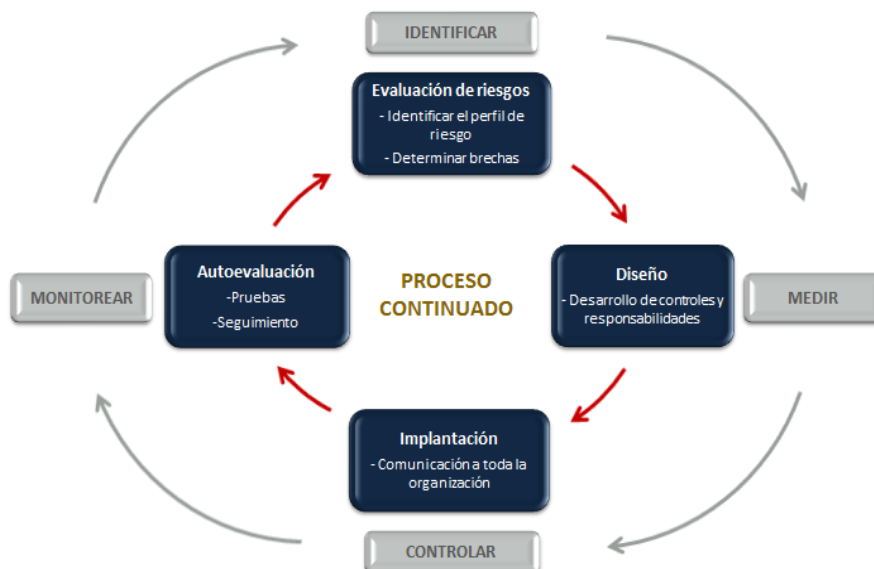 IDENTIFICAR
Evaluación de riesgos
- Identificar el perfil de
riesgo
- Determinar brechas
MONITOREAR
Autoevaluación
-Pruebas
-Seguimiento
PROCESO
CONTINUADO
Diseño
- Desarrollo de controles y
responsabilidades
MEDIR
Implantación
- Comunicación a toda la
organización
CONTROLAR